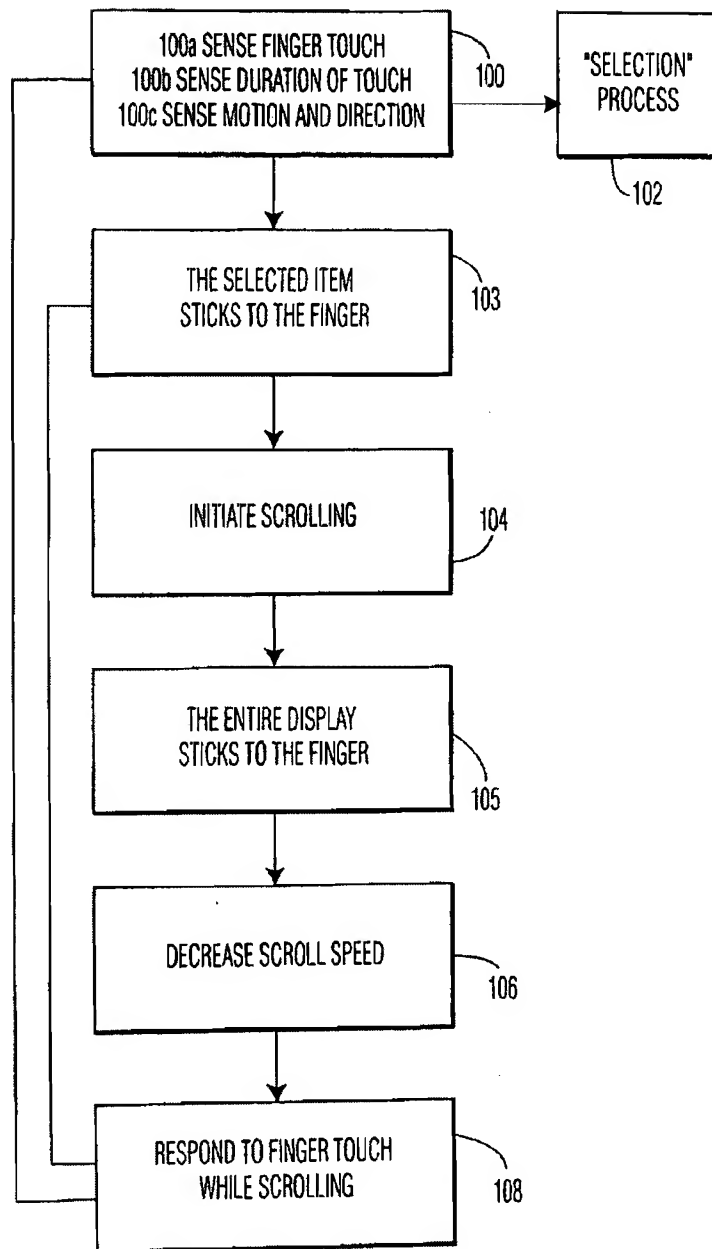 100a SENSE FINGER TOUCH
100b SENSE DURATION OF TOUCH
100c SENSE MOTION AND DIRECTION
100
"SELECTION"
PROCESS
102
THE SELECTED ITEM
STICKS TO THE FINGER
103
INITIATE SCROLLING
104
THE ENTIRE DISPLAY
STICKS TO THE FINGER
105
DECREASE SCROLL SPEED
106
RESPOND TO FINGER TOUCH
WHILE SCROLLING
108